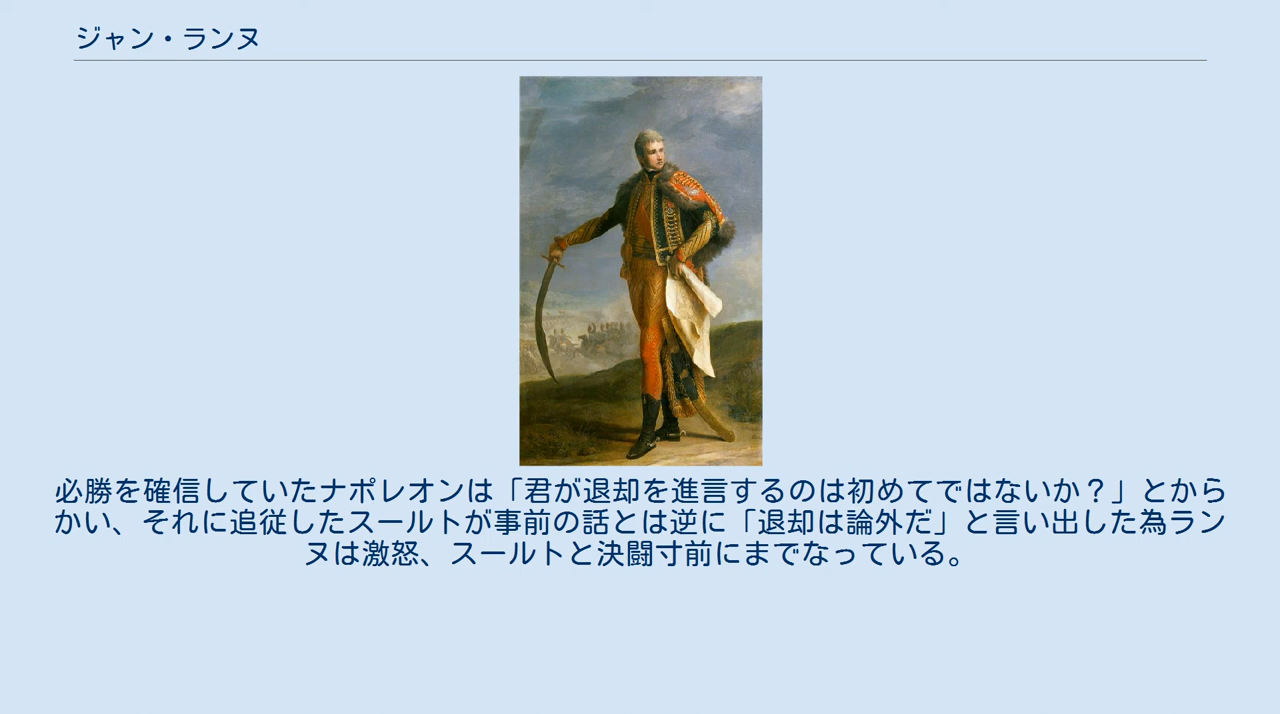 ジャン・ランヌ
必勝を確信していたナポレオンは「君が退却を進言するのは初めてではないか？」とから
かい、それに追従したスールトが事前の話とは逆に「退却は論外だ」と言い出した為ラン
ヌは激怒、スールトと決闘寸前にまでなっている。